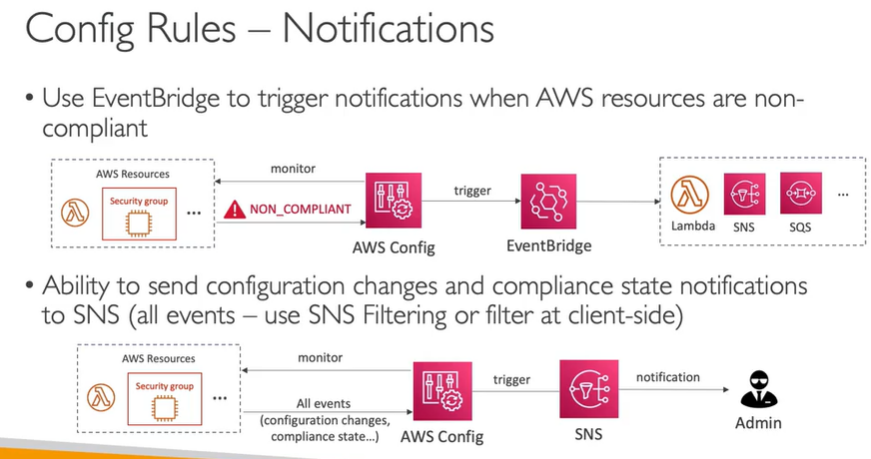 Config Rules – Notifications
• Use EventBridge to trigger notifications when AWS resources are non-
compliant
AWS Resources
Security group
...
monitor
NON_COMPLIANT
AWS Config
trigger
EventBridge
Lambda
SNS
SQS
...
• Ability to send configuration changes and compliance state notifications
to SNS (all events – use SNS Filtering or filter at client-side)
AWS Resources
Security group
...
monitor
All events
(configuration changes,
compliance state...)
AWS Config
trigger
SNS
notification
Admin